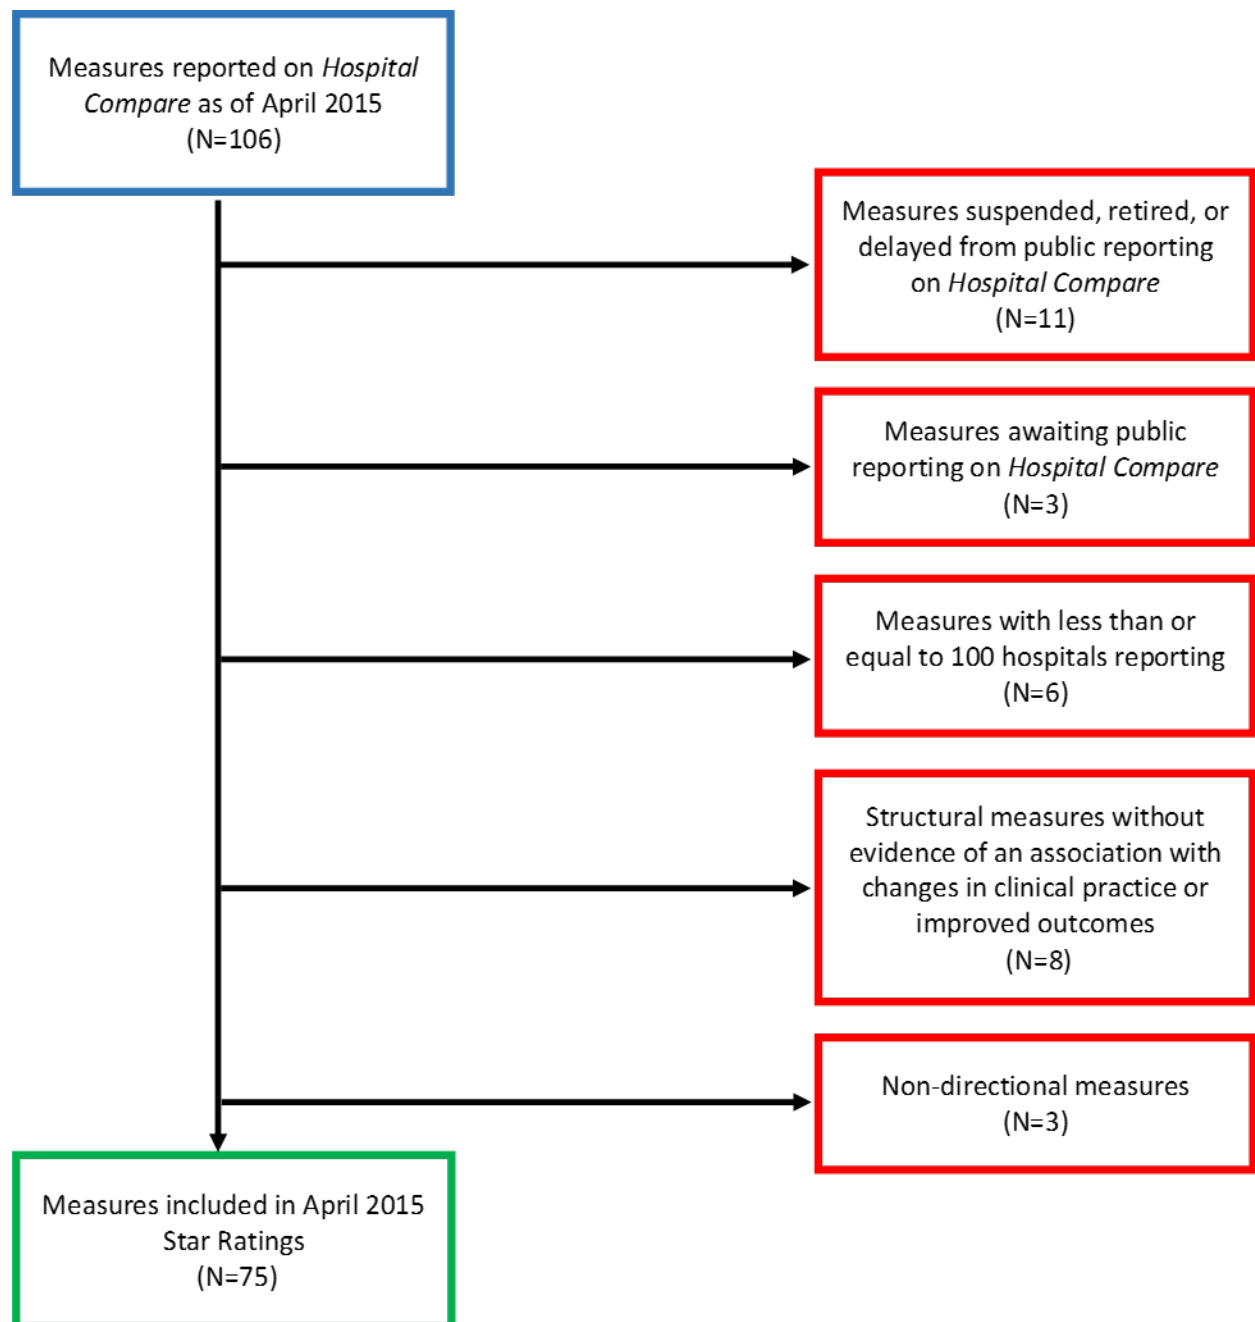 Measures reported on Hospital
Compare as of April 2015
(N=106)
Measures suspended, retired, or
delayed from public reporting
on Hospital Compare
(N=11)
Measures awaiting public
reporting on Hospital Compare
(N=3)
Measures with less than or
equal to 100 hospitals reporting
(N=6)
Structural measures without
evidence of an association with
changes in clinical practice or
improved outcomes
(N=8)
Non-directional measures
(N=3)
Measures included in April 2015
Star Ratings
(N=75)